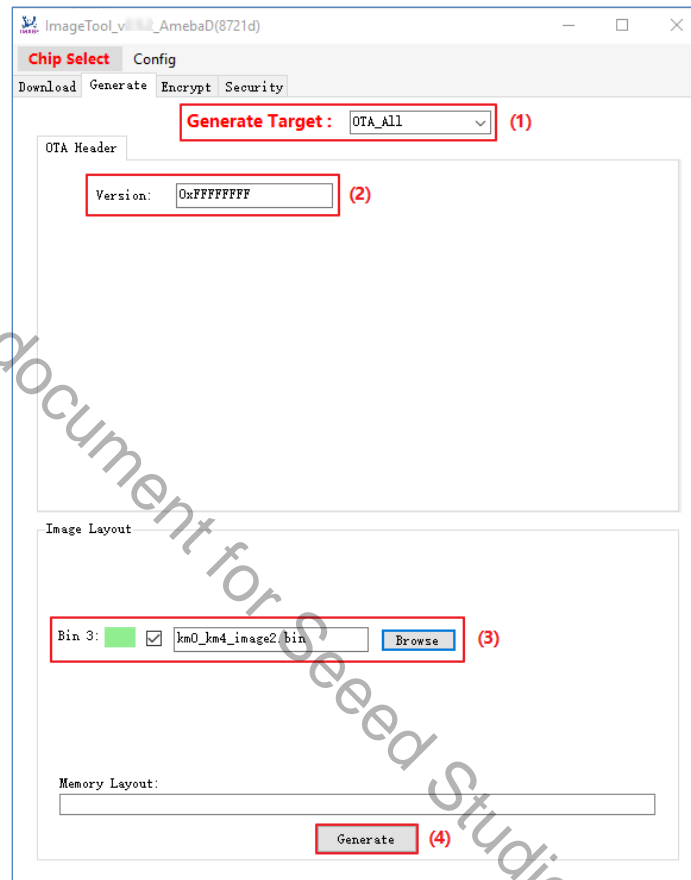 ImageTool_v _AmebaD(8721d)
Chip Select Config
Download Generate Encrypt Security
Generate Target : OTA_All (1)
OTA Header
Version: 0xFFFFFFFF (2)
Image Layout
Bin 3: km0_km4_image2.bin Browse (3)
Memory Layout:
Generate (4)
document for Seeed Studio